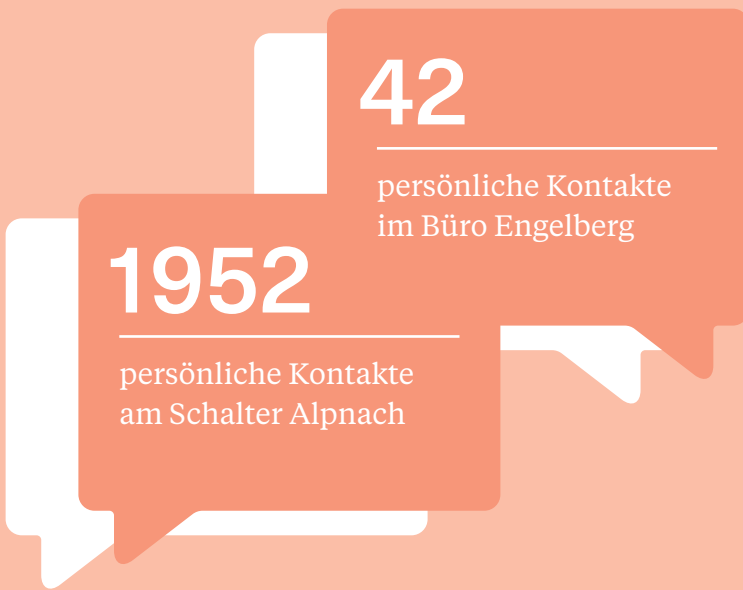 42
persönliche Kontakte
im Büro Engelberg
1952
persönliche Kontakte
am Schalter Alpnach